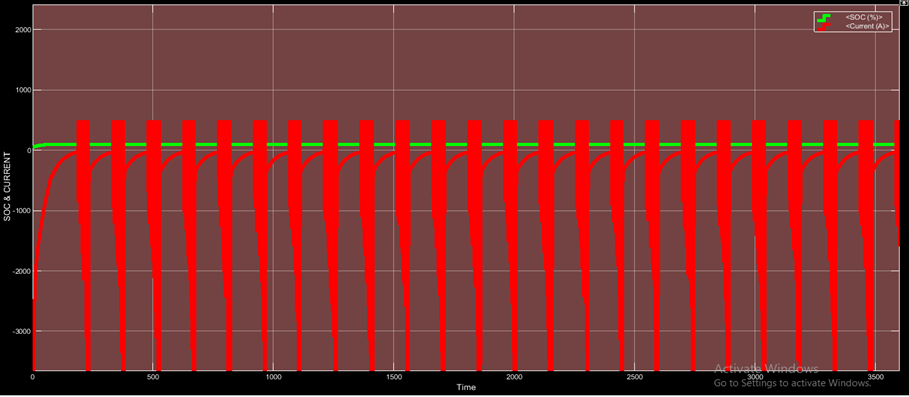 <SOC (%)>
<Current (A)>
2000
1000
0
-1000
-2000
-3000
SOC & CURRENT
0
500
1000
1500
2000
2500
3000
3500
Time
Activate Windows
Go to Settings to activate Windows.